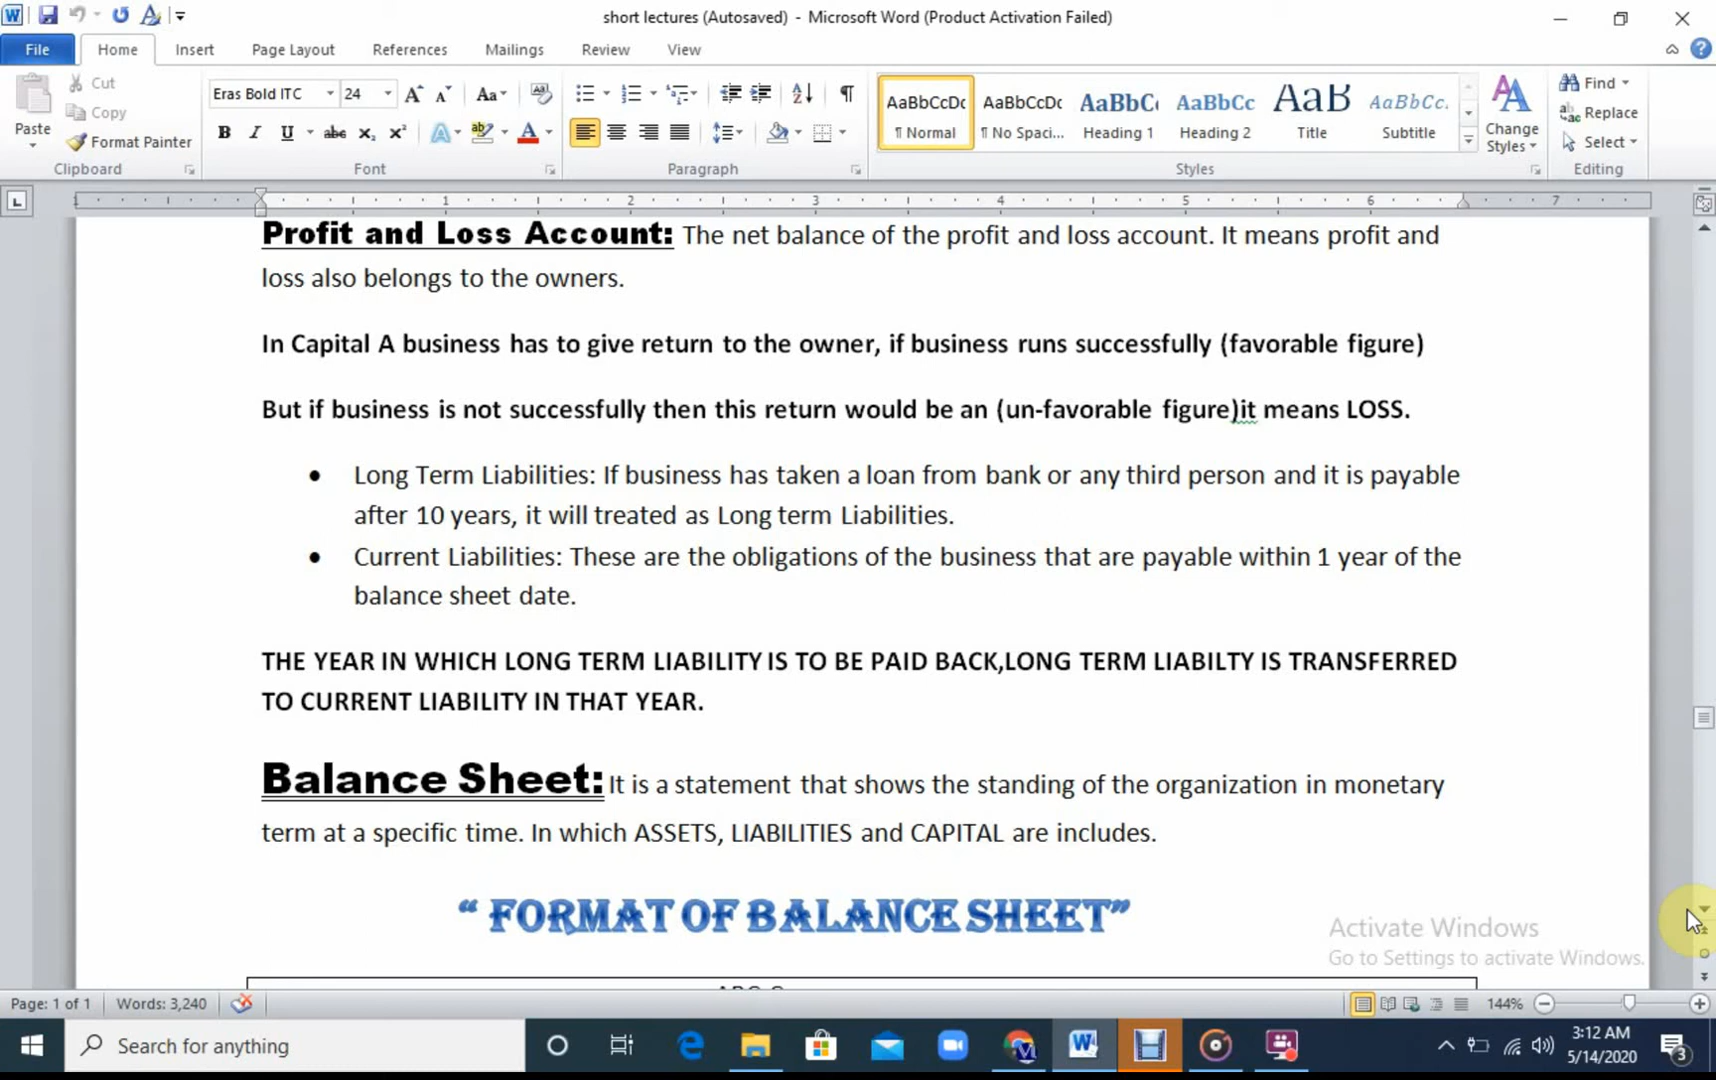 short lectures (Autosaved) - Microsoft Word (Product Activation Failed)
File Home Insert Page Layout References Mailings Review View
Paste
Cut
Copy
Format Painter
Clipboard
Eras Bold ITC 24
Font
Paragraph
AaBbCcDc AaBbCcDc AaBbC AaBbCc AaB AaBbCc.
¶ Normal ¶ No Spaci... Heading 1 Heading 2 Title Subtitle
Styles
Change
Styles
Find
Replace
Select
Editing
1 1 2 3 4 5 6 7
Profit and Loss Account: The net balance of the profit and loss account. It means profit and
loss also belongs to the owners.
In Capital A business has to give return to the owner, if business runs successfully (favorable figure)
But if business is not successfully then this return would be an (un-favorable figure)it means LOSS.
• Long Term Liabilities: If business has taken a loan from bank or any third person and it is payable
after 10 years, it will treated as Long term Liabilities.
• Current Liabilities: These are the obligations of the business that are payable within 1 year of the
balance sheet date.
THE YEAR IN WHICH LONG TERM LIABILITY IS TO BE PAID BACK,LONG TERM LIABILTY IS TRANSFERRED
TO CURRENT LIABILITY IN THAT YEAR.
Balance Sheet: It is a statement that shows the standing of the organization in monetary
term at a specific time. In which ASSETS, LIABILITIES and CAPITAL are includes.
“ FORMAT OF BALANCE SHEET”
Activate Windows
Go to Settings to activate Windows.
Page: 1 of 1 Words: 3,240 144%
Search for anything
3:12 AM
5/14/2020
3